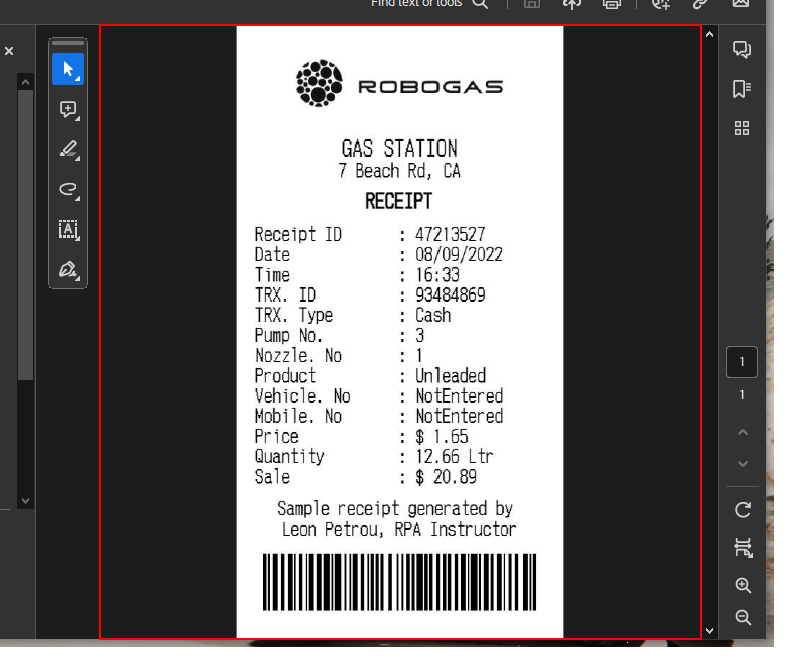 Find text or tools
ROBOGAS
GAS STATION
7 Beach Rd, CA
RECEIPT
Receipt ID : 47213527
Date : 08/09/2022
Time : 16:33
TRX. ID : 93484869
TRX. Type : Cash
Pump No. : 3
Nozzle. No : 1
Product : Unleaded
Vehicle. No : NotEntered
Mobile. No : NotEntered
Price : $ 1.65
Quantity : 12.66 Ltr
Sale : $ 20.89
Sample receipt generated by
Leon Petrou, RPA Instructor
1
1